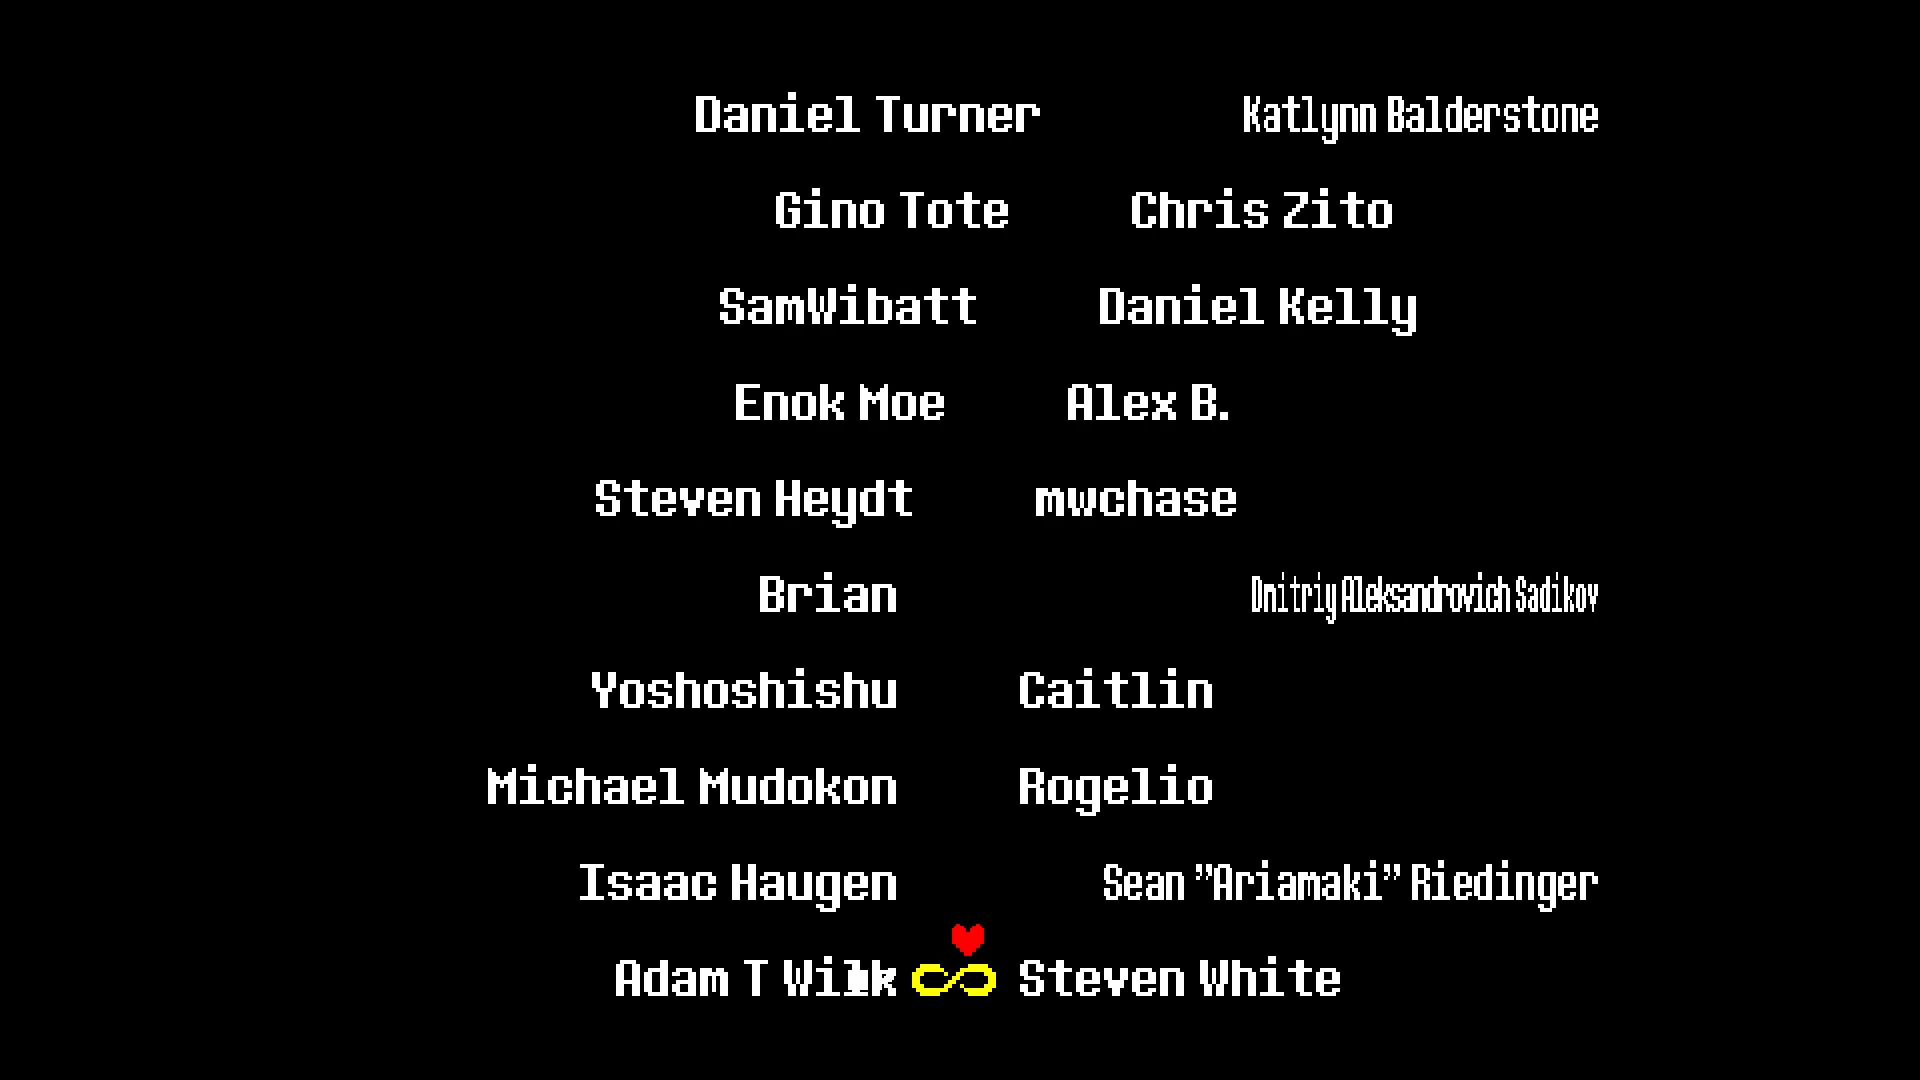 Daniel Turner Katlynn Balderstone
Gino Tote Chris Zito
SamWibatt Daniel Kelly
Enok Moe Alex B.
Steven Heydt mwchase
Brian Dmitriy Aleksandrovich Sadikov
Yoshoshishu Caitlin
Michael Mudokon Rogelio
Isaac Haugen Sean "Ariamaki" Riedinger
Adam T ∞ Steven White